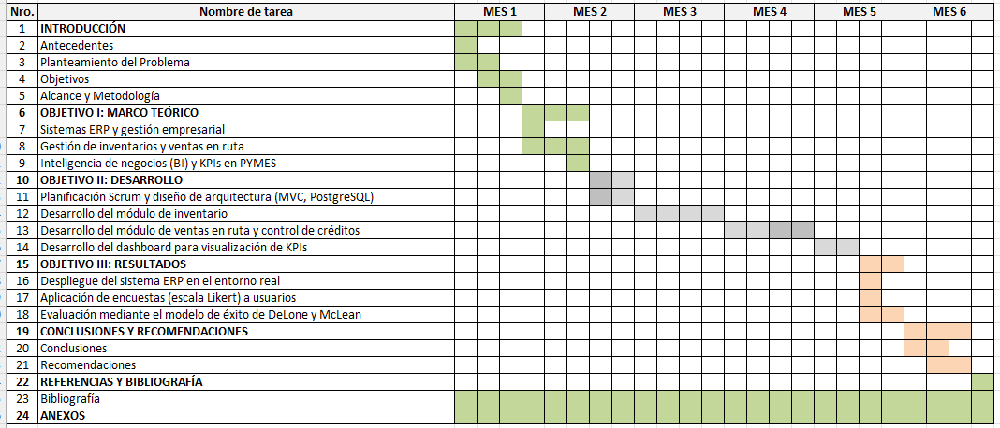 Nro. Nombre de tarea MES 1 MES 2 MES 3 MES 4 MES 5 MES 6
1 INTRODUCCIÓN
2 Antecedentes
3 Planteamiento del Problema
4 Objetivos
5 Alcance y Metodología
6 OBJETIVO I: MARCO TEÓRICO
7 Sistemas ERP y gestión empresarial
8 Gestión de inventarios y ventas en ruta
9 Inteligencia de negocios (BI) y KPIs en PYMES
10 OBJETIVO II: DESARROLLO
11 Planificación Scrum y diseño de arquitectura (MVC, PostgreSQL)
12 Desarrollo del módulo de inventario
13 Desarrollo del módulo de ventas en ruta y control de créditos
14 Desarrollo del dashboard para visualización de KPIs
15 OBJETIVO III: RESULTADOS
16 Despliegue del sistema ERP en el entorno real
17 Aplicación de encuestas (escala Likert) a usuarios
18 Evaluación mediante el modelo de éxito de DeLone y McLean
19 CONCLUSIONES Y RECOMENDACIONES
20 Conclusiones
21 Recomendaciones
22 REFERENCIAS Y BIBLIOGRAFÍA
23 Bibliografía
24 ANEXOS